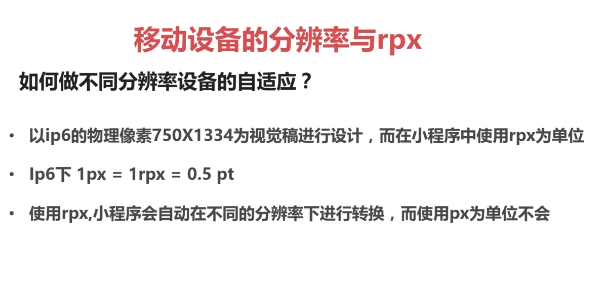 移动设备的分辨率与rpx
如何做不同分辨率设备的自适应？
• 以ip6的物理像素750X1334为视觉稿进行设计，而在小程序中使用rpx为单位
• Ip6下 1px = 1rpx = 0.5 pt
• 使用rpx,小程序会自动在不同的分辨率下进行转换，而使用px为单位不会